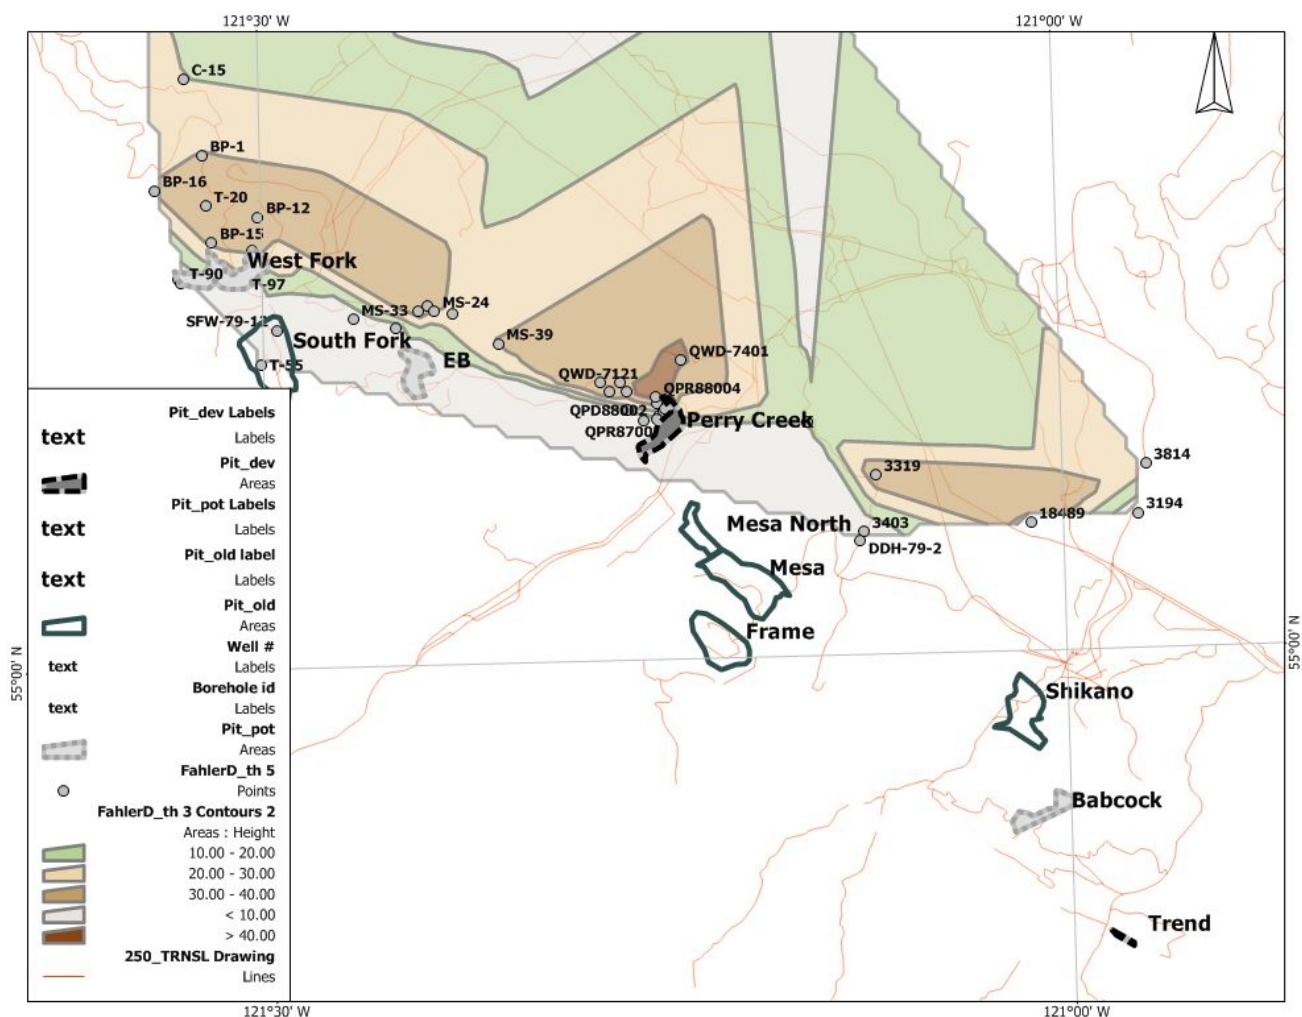 121°30' W
121°00' W
C-15
BP-1
BP-16
T-20
BP-12
BP-15
West Fork
T-90
T-97
MS-33
MS-24
SFW-79-12
South Fork
MS-39
EB
QWD-7401
T-55
QWD-7121
QPR88004
QPD88002
Perry Creek
QPR8700
3814
3319
3194
18489
Mesa North
3403
DDH-79-2
Mesa
Frame
55°00' N
55°00' N
Shikano
Babcock
Trend
Pit_dev Labels
text
Labels
Pit_dev
Areas
Pit_pot Labels
text
Labels
Pit_old label
text
Labels
Pit_old
Areas
Well #
text
Labels
Borehole id
text
Labels
Pit_pot
Areas
FahlerD_th 5
Points
FahlerD_th 3 Contours 2
Areas : Height
10.00 - 20.00
20.00 - 30.00
30.00 - 40.00
< 10.00
> 40.00
250_TRNSL Drawing
Lines
121°30' W
121°00' W